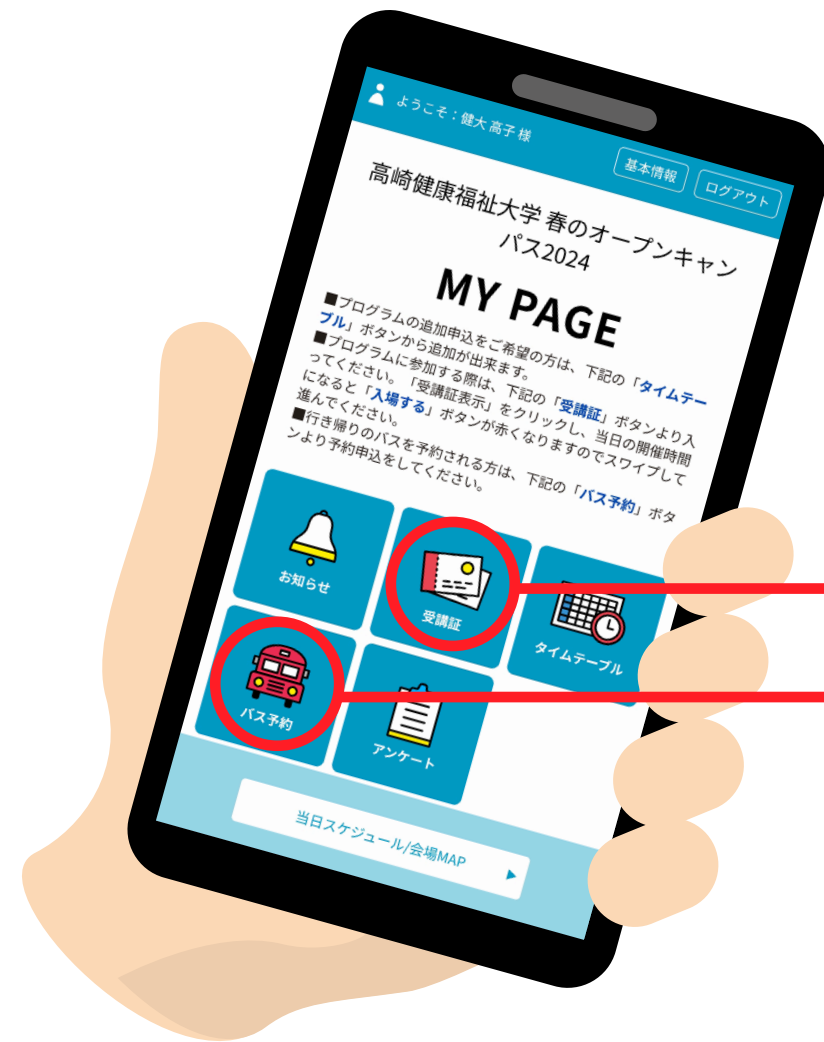 ようこそ：健大 高子 様
基本情報
ログアウト
高崎健康福祉大学 春のオープンキャン
パス2024
MY PAGE
■プログラムの追加申込をご希望の方は、下記の「タイムテー
ブル」ボタンから追加が出来ます。
■プログラムに参加する際は、下記の「受講証」ボタンより入
ってください。「受講証表示」をクリックし、当日の開催時間
になると「入場する」ボタンが赤くなりますのでスワイプして
進んでください。
■行き帰りのバスを予約される方は、下記の「バス予約」ボタ
ンより予約申込をしてください。
お知らせ
受講証
タイムテーブル
バス予約
アンケート
当日スケジュール/会場MAP